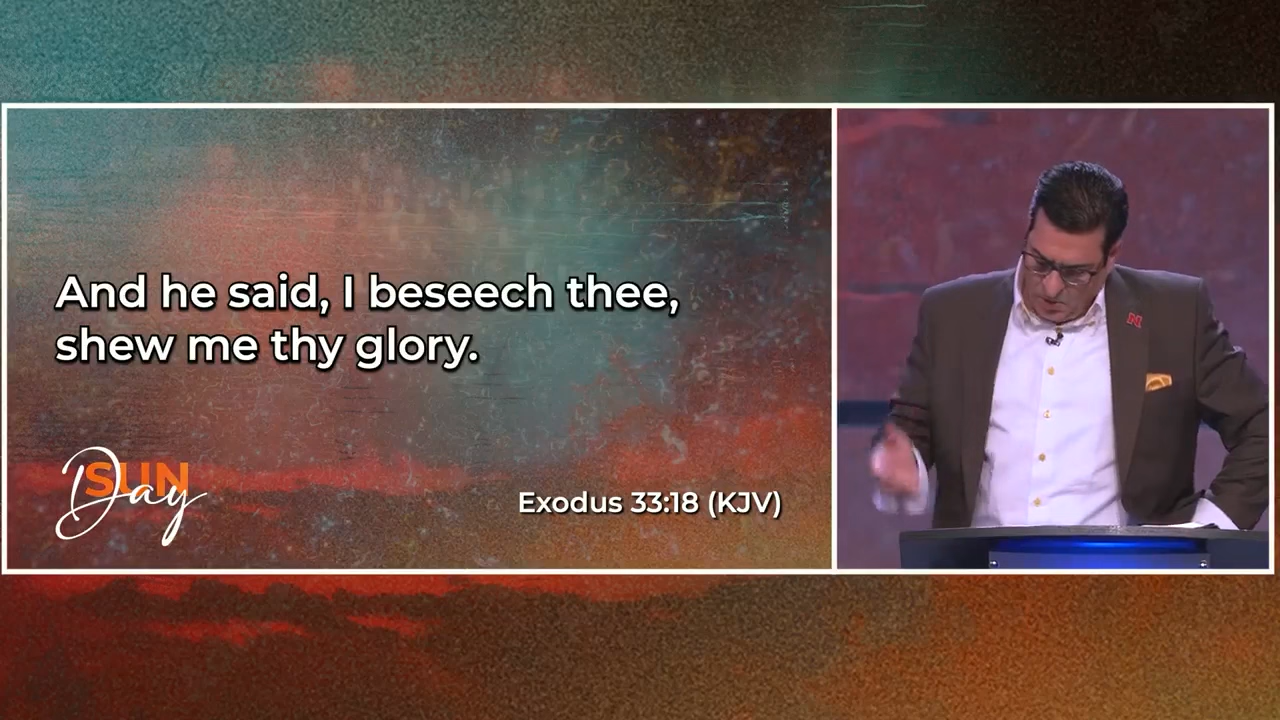 And he said, I beseech thee,
shew me thy glory.
SUN
Day
Exodus 33:18 (KJV)
N